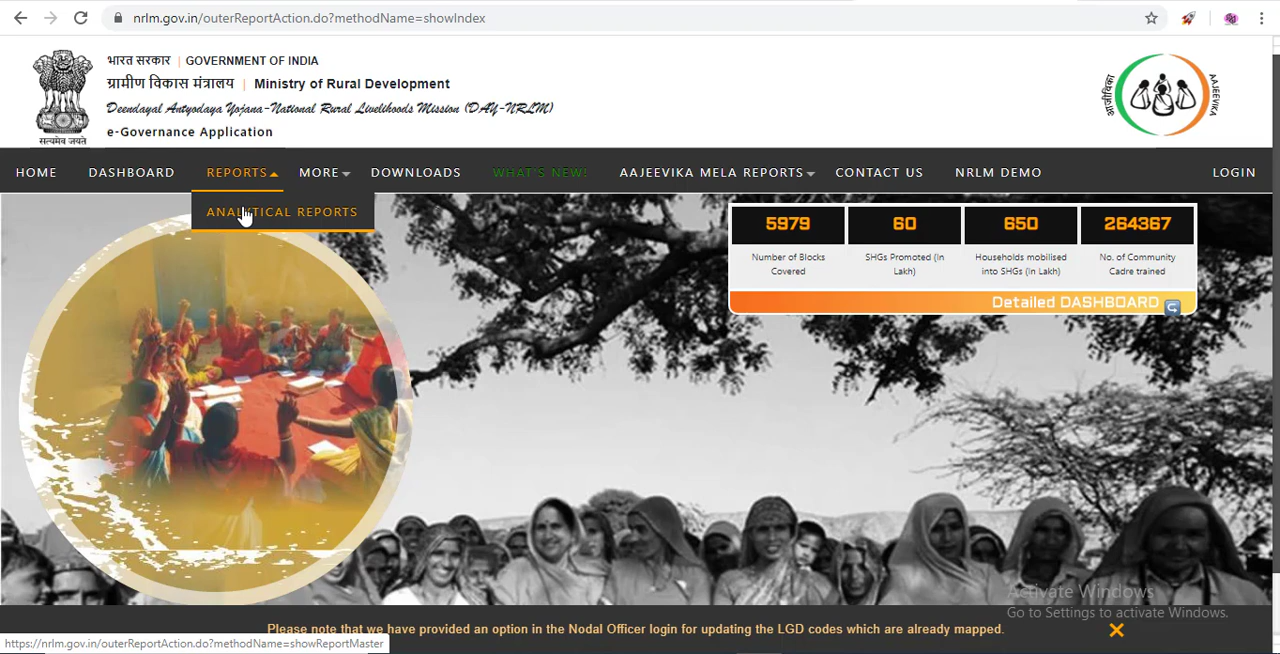 nrlm.gov.in/outerReportAction.do?methodName=showIndex
भारत सरकार | GOVERNMENT OF INDIA
ग्रामीण विकास मंत्रालय | Ministry of Rural Development
Deendayal Antyodaya Yojana-National Rural Livelihoods Mission (DAY-NRLM)
e-Governance Application
सत्यमेव जयते
आजीविका
AAJEEVIKA
HOME DASHBOARD REPORTS MORE DOWNLOADS WHAT'S NEW! AAJEEVIKA MELA REPORTS CONTACT US NRLM DEMO LOGIN
ANALYTICAL REPORTS
5979 60 650 264367
Number of Blocks SHGs Promoted (in Households mobilised No. of Community
Covered Lakh) into SHGs (in Lakh) Cadre trained
Detailed DASHBOARD
Activate Windows
Go to Settings to activate Windows.
Please note that we have provided an option in the Nodal Officer login for updating the LGD codes which are already mapped.
https://nrlm.gov.in/outerReportAction.do?methodName=showReportMaster